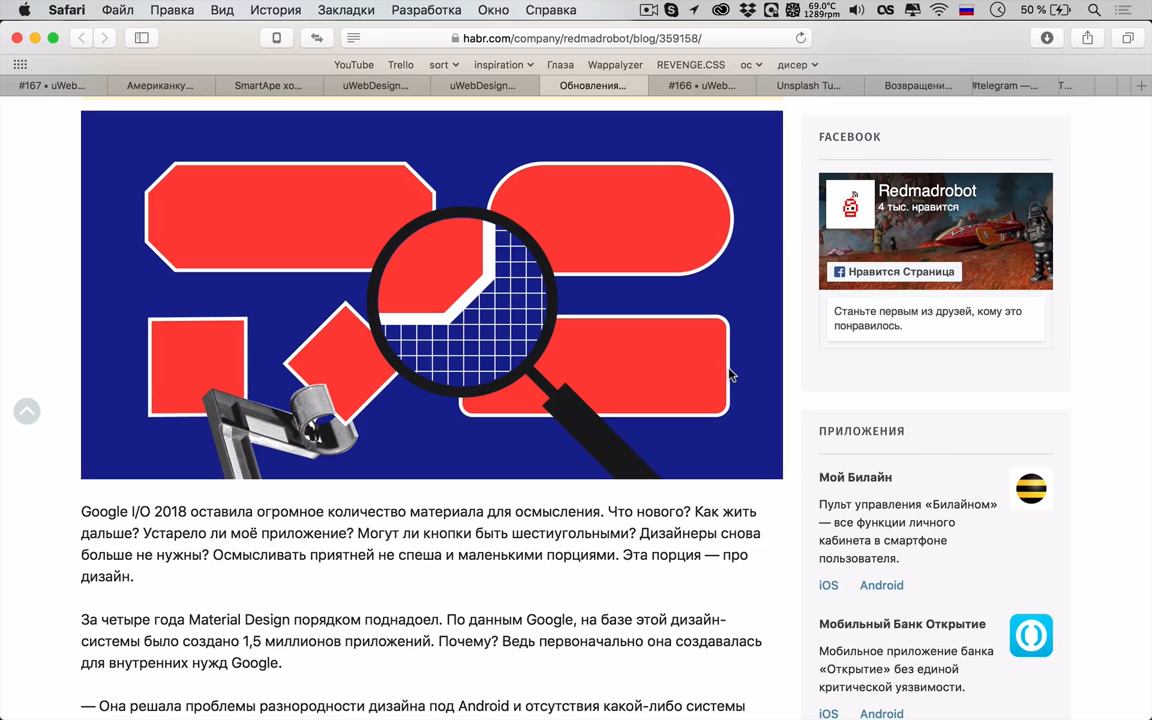 Safari Файл Правка Вид История Закладки Разработка Окно Справка
69.0°C
1289rpm
50 %
habr.com/company/redmadrobot/blog/359158/
YouTube Trello sort inspiration Глаза Wappalyzer REVENGE.CSS ос дисер
#167 • uWeb... Американку... SmartApe хо... uWebDesign... uWebDesign... Обновления... #166 • uWeb... Unsplash Tu... Возвращени... #telegram —... Т...
FACEBOOK
Redmadrobot
4 тыс. нравится
Нравится Страница
Станьте первым из друзей, кому это
понравилось.
ПРИЛОЖЕНИЯ
Мой Билайн
Пульт управления «Билайном»
— все функции личного
кабинета в смартфоне
пользователя.
iOS Android
Мобильный Банк Открытие
Мобильное приложение банка
«Открытие» без единой
критической уязвимости.
iOS Android
Google I/O 2018 оставила огромное количество материала для осмысления. Что нового? Как жить
дальше? Устарело ли моё приложение? Могут ли кнопки быть шестиугольными? Дизайнеры снова
больше не нужны? Осмысливать приятней не спеша и маленькими порциями. Эта порция — про
дизайн.
За четыре года Material Design порядком поднадоел. По данным Google, на базе этой дизайн-
системы было создано 1,5 миллионов приложений. Почему? Ведь первоначально она создавалась
для внутренних нужд Google.
— Она решала проблемы разнородности дизайна под Android и отсутствия какой-либо системы